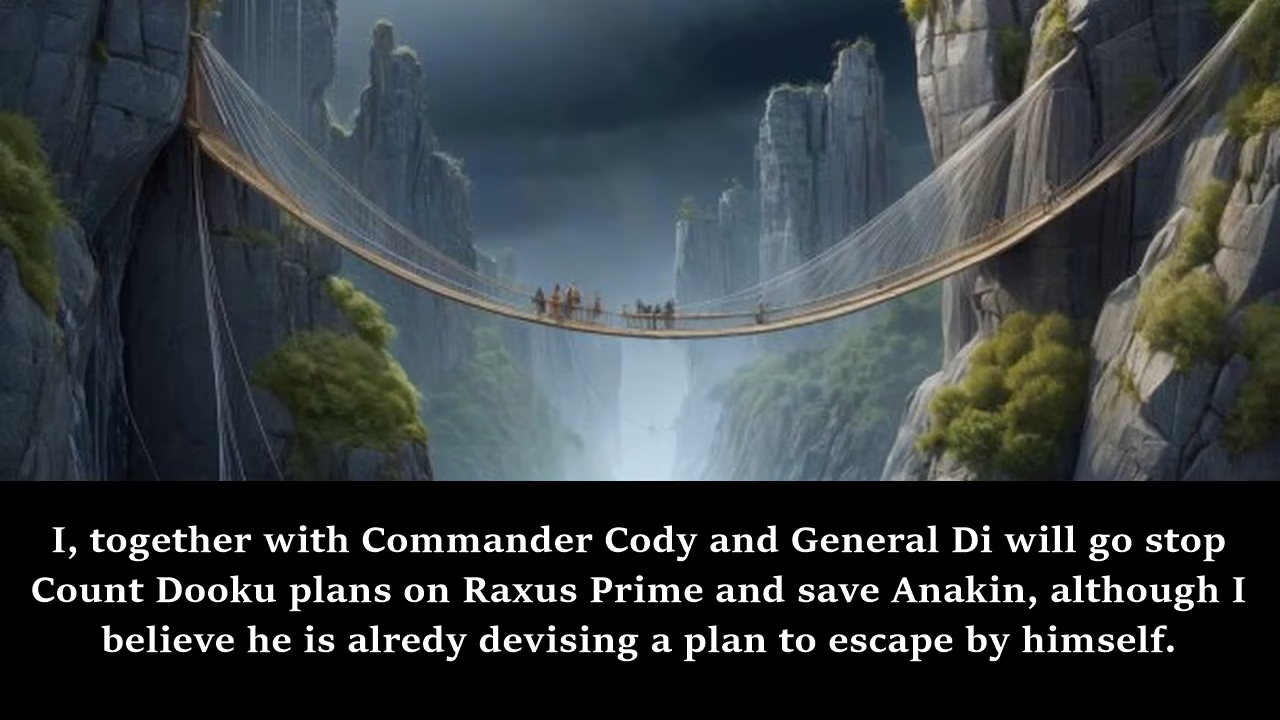 I, together with Commander Cody and General Di will go stop
Count Dooku plans on Raxus Prime and save Anakin, although I
believe he is alredy devising a plan to escape by himself.